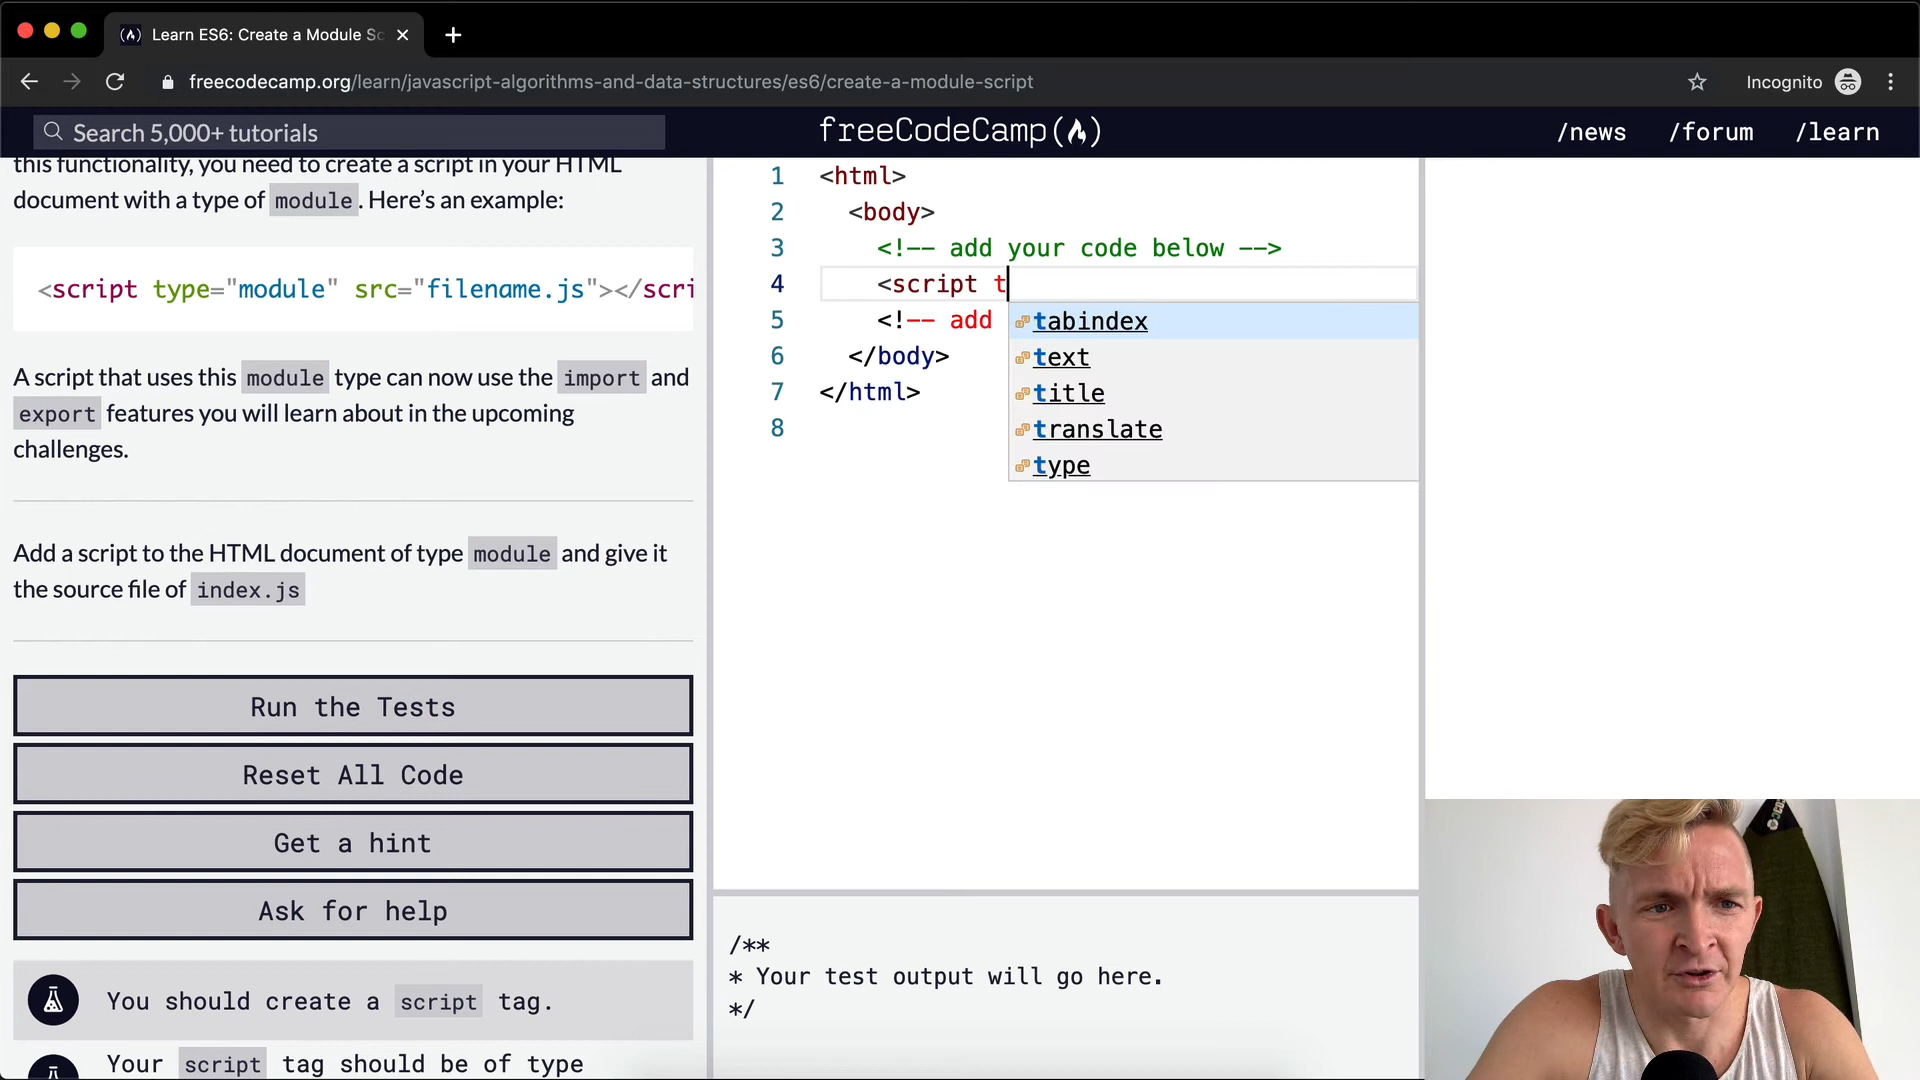 Learn ES6: Create a Module Sc
freecodecamp.org/learn/javascript-algorithms-and-data-structures/es6/create-a-module-script
Incognito
Search 5,000+ tutorials
freeCodeCamp
/news
/forum
/learn
this functionality, you need to create a script in your HTML
document with a type of module. Here's an example:
<script type="module" src="filename.js"></scri
A script that uses this module type can now use the import and
export features you will learn about in the upcoming
challenges.
Add a script to the HTML document of type module and give it
the source file of index.js
Run the Tests
Reset All Code
Get a hint
Ask for help
You should create a script tag.
Your script tag should be of type
1 <html>
2 <body>
3 <!-- add your code below -->
4 <script t
5 <!-- add
6 </body>
7 </html>
8
tabindex
text
title
translate
type
/**
* Your test output will go here.
*/